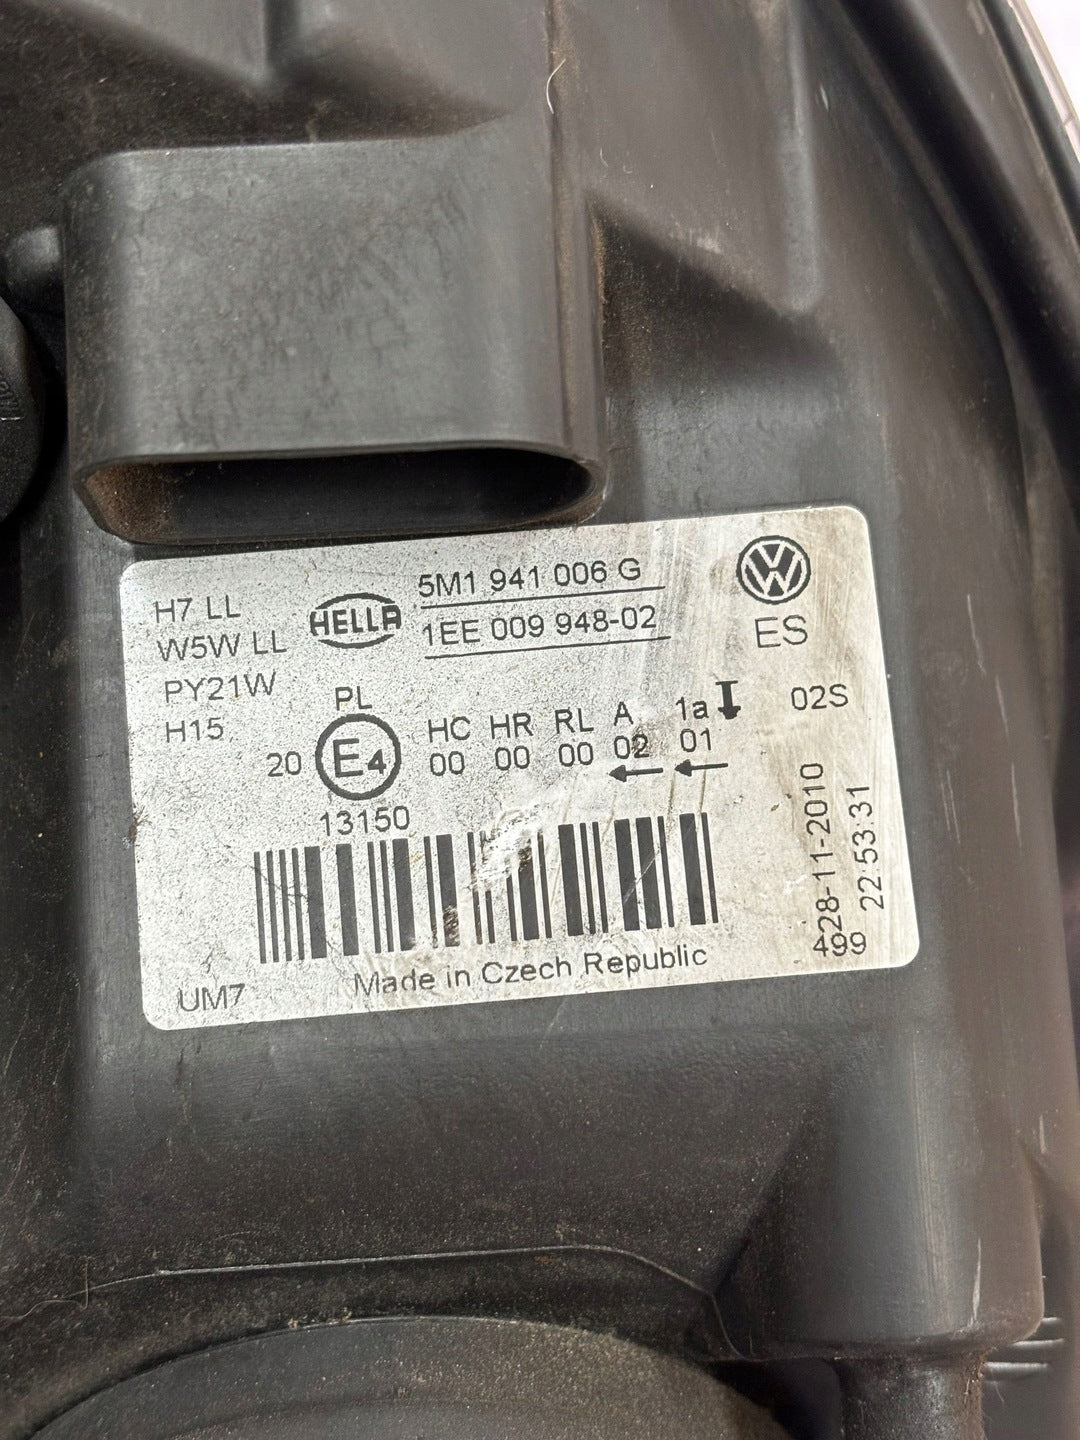 H7 LL
W5W LL
PY21W
H15
HELLA
5M1 941 006 G
1EE 009 948-02
VW
ES
PL
20 E4
13150
HC HR RL A 1a
00 00 00 02 01
02S
28-11-2010
22:53:31
499
UM7
Made in Czech Republic